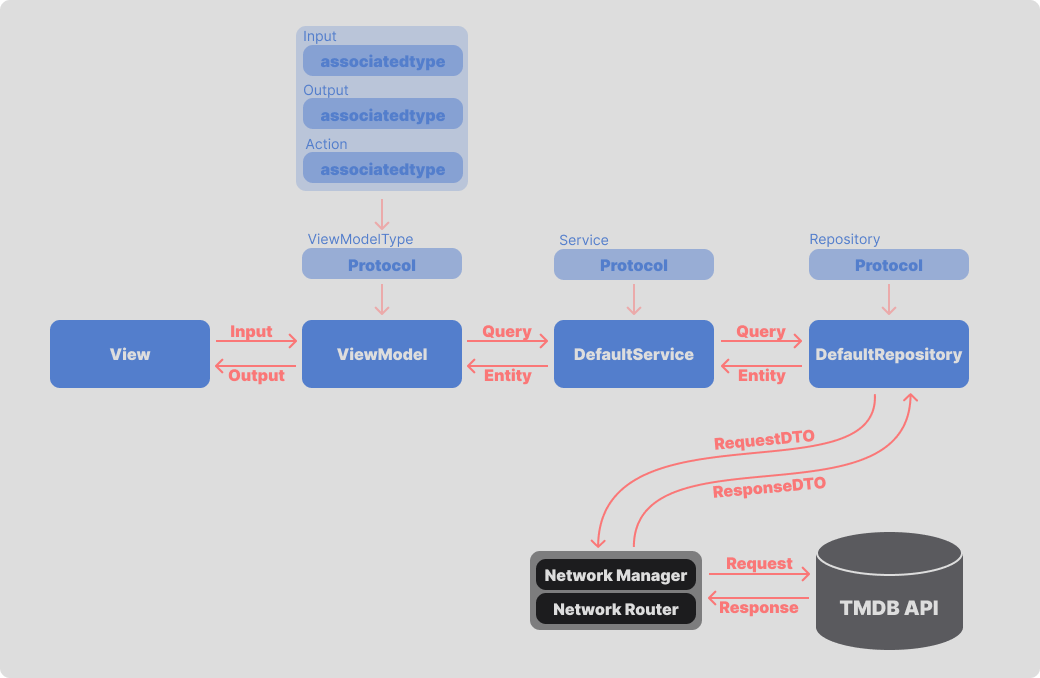 Input
associatedtype
Output
associatedtype
Action
associatedtype
ViewModelType
Protocol
Service
Protocol
Repository
Protocol
View
Input
Output
ViewModel
Query
Entity
DefaultService
Query
Entity
DefaultRepository
RequestDTO
ResponseDTO
Network Manager
Network Router
Request
Response
TMDB API